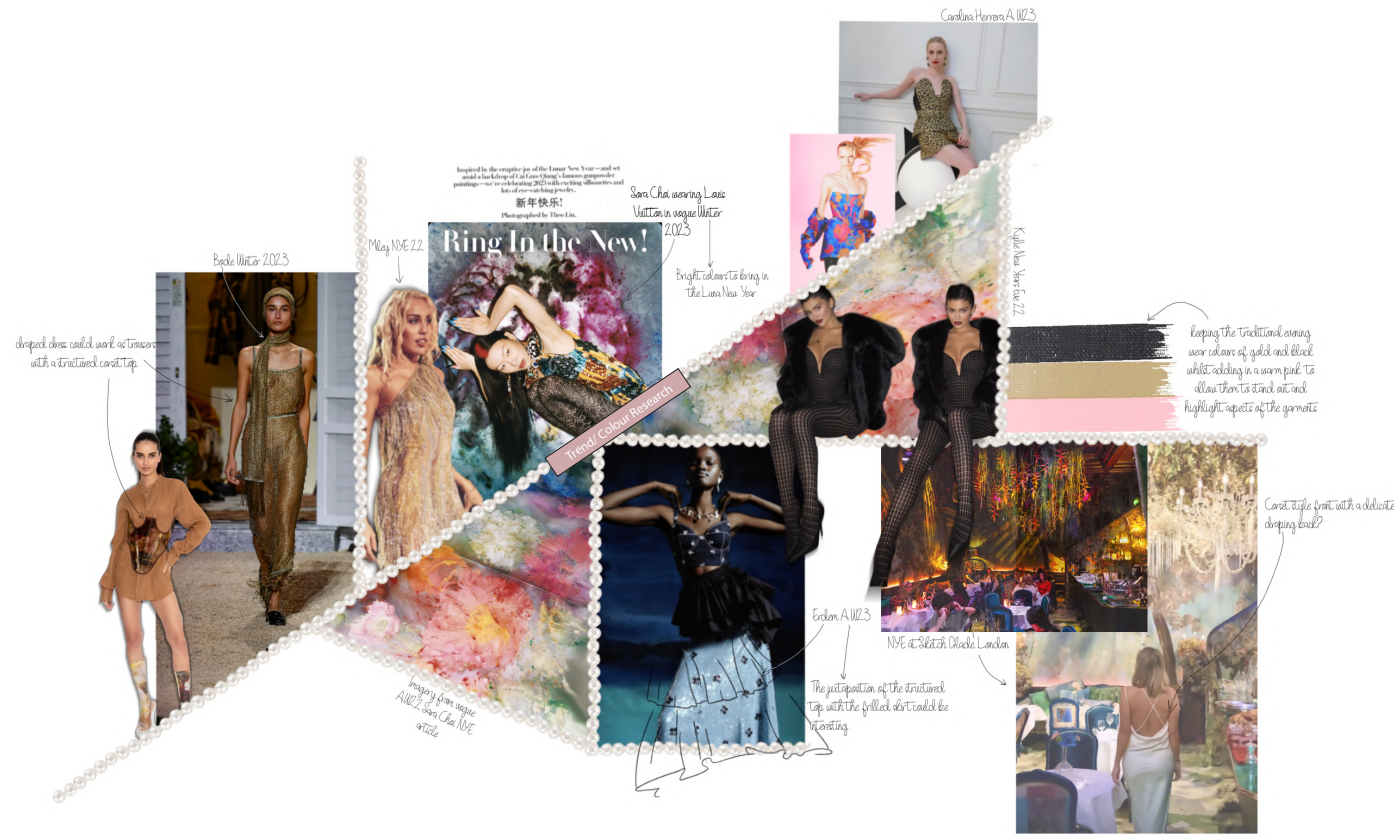 Carolina Herrera A.W23
Inspired by the eruptive joy of the Lunar New Year—and set
amid a backdrop of Cai Guo-Qiang's famous gunpowder
paintings—we're celebrating 2023 with exciting silhouettes and
lots of eye-catching jewelry.
新年快乐!
Photographed by Theo Liu.
Ring In the New!
Sara Choi wearing Louis
Vuitton in vogue Winter
2023
Bright colours to bring in
the Luna New Year
Miley NYE 22
Bode Winter 2023
draped dress could work as trousers
with a structured corset top.
Kylie New Years Eve 22
keeping the traditional evening
wear colours of gold and black
whilst adding in a warm pink to
allow them to stand out and
highlight aspects of the garments
Trend/ Colour Research
Corset style front with a delicate
draping back?
Erdem A.W23
NYE at Sketch Glade London
The juxtaposition of the structured
top with the frilled skirt could be
interesting.
Imagery from vogue
A.W22 Sara Choi NYE
article